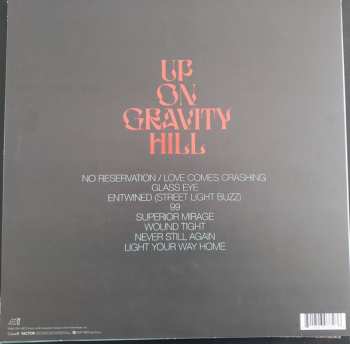 UP
ON
GRAVITY
HILL
NO RESERVATION / LOVE COMES CRASHING
GLASS EYE
ENTWINED (STREET LIGHT BUZZ)
99
SUPERIOR MIRAGE
WOUND TIGHT
NEVER STILL AGAIN
LIGHT YOUR WAY HOME
FACTOR